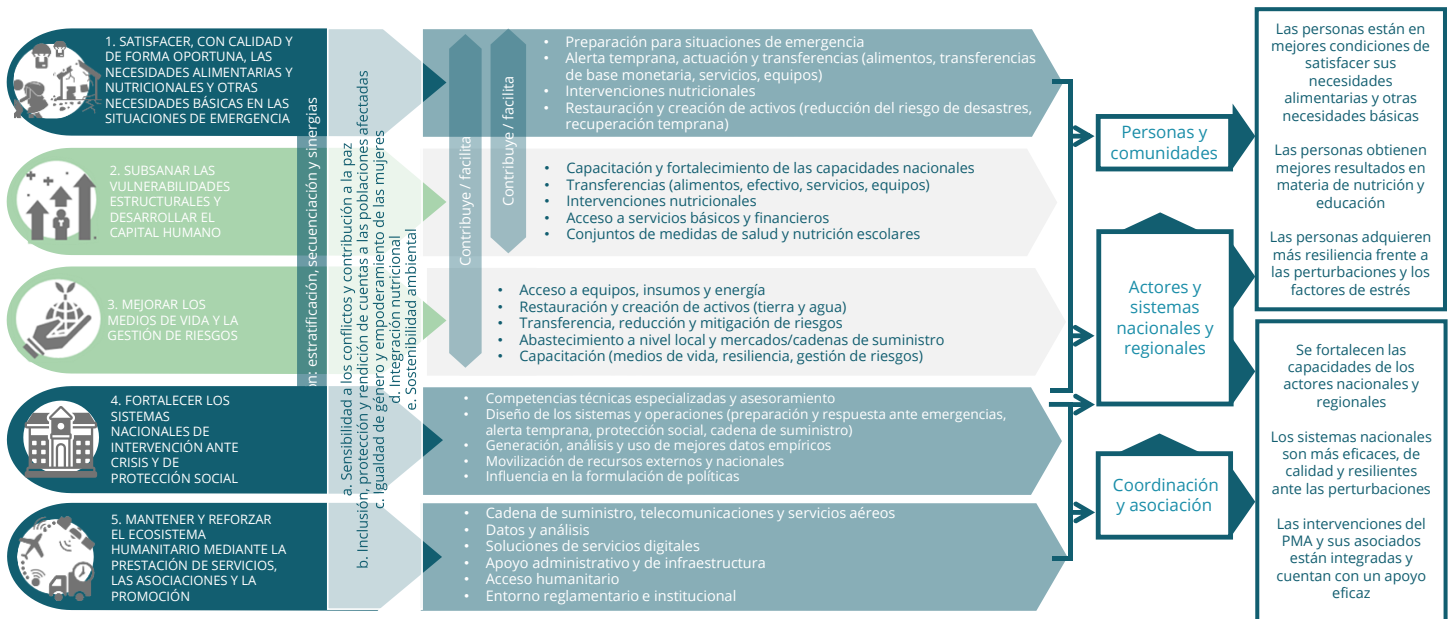 1. SATISFACER, CON CALIDAD Y
DE FORMA OPORTUNA, LAS
NECESIDADES ALIMENTARIAS Y
NUTRICIONALES Y OTRAS
NECESIDADES BÁSICAS EN LAS
SITUACIONES DE EMERGENCIA
2. SUBSANAR LAS
VULNERABILIDADES
ESTRUCTURALES Y
DESARROLLAR EL
CAPITAL HUMANO
3. MEJORAR LOS
MEDIOS DE VIDA Y LA
GESTIÓN DE RIESGOS
4. FORTALECER LOS
SISTEMAS
NACIONALES DE
INTERVENCIÓN ANTE
CRISIS Y DE
PROTECCIÓN SOCIAL
5. MANTENER Y REFORZAR
EL ECOSISTEMA
HUMANITARIO MEDIANTE LA
PRESTACIÓN DE SERVICIOS,
LAS ASOCIACIONES Y LA
PROMOCIÓN
estratificación, secuenciación y sinergias
a. Sensibilidad a los conflictos y contribución a la paz
b. Inclusión, protección y rendición de cuentas a las poblaciones afectadas
c. Igualdad de género y empoderamiento de las mujeres
d. Integración nutricional
e. Sostenibilidad ambiental
Contribuye / facilita
Contribuye / facilita
• Preparación para situaciones de emergencia
• Alerta temprana, actuación y transferencias (alimentos, transferencias
de base monetaria, servicios, equipos)
• Intervenciones nutricionales
• Restauración y creación de activos (reducción del riesgo de desastres,
recuperación temprana)
• Capacitación y fortalecimiento de las capacidades nacionales
• Transferencias (alimentos, efectivo, servicios, equipos)
• Intervenciones nutricionales
• Acceso a servicios básicos y financieros
• Conjuntos de medidas de salud y nutrición escolares
• Acceso a equipos, insumos y energía
• Restauración y creación de activos (tierra y agua)
• Transferencia, reducción y mitigación de riesgos
• Abastecimiento a nivel local y mercados/cadenas de suministro
• Capacitación (medios de vida, resiliencia, gestión de riesgos)
• Competencias técnicas especializadas y asesoramiento
• Diseño de los sistemas y operaciones (preparación y respuesta ante emergencias,
alerta temprana, protección social, cadena de suministro)
• Generación, análisis y uso de mejores datos empíricos
• Movilización de recursos externos y nacionales
• Influencia en la formulación de políticas
• Cadena de suministro, telecomunicaciones y servicios aéreos
• Datos y análisis
• Soluciones de servicios digitales
• Apoyo administrativo y de infraestructura
• Acceso humanitario
• Entorno reglamentario e institucional
Personas y
comunidades
Actores y
sistemas
nacionales y
regionales
Coordinación
y asociación
Las personas están en
mejores condiciones de
satisfacer sus
necesidades
alimentarias y otras
necesidades básicas
Las personas obtienen
mejores resultados en
materia de nutrición y
educación
Las personas adquieren
más resiliencia frente a
las perturbaciones y los
factores de estrés
Se fortalecen las
capacidades de los
actores nacionales y
regionales
Los sistemas nacionales
son más eficaces, de
calidad y resilientes
ante las perturbaciones
Las intervenciones del
PMA y sus asociados
están integradas y
cuentan con un apoyo
eficaz